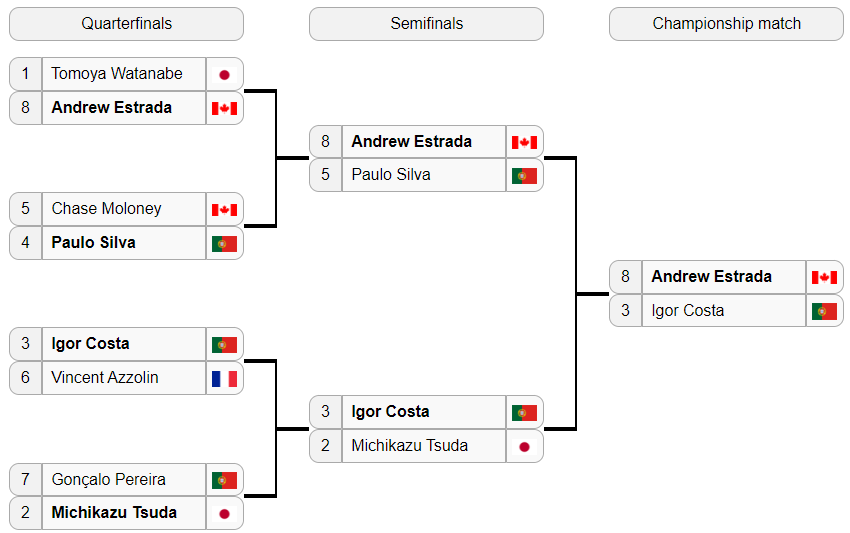 Quarterfinals
Semifinals
Championship match
1 Tomoya Watanabe
8 Andrew Estrada
5 Chase Moloney
4 Paulo Silva
3 Igor Costa
6 Vincent Azzolin
7 Gonçalo Pereira
2 Michikazu Tsuda
8 Andrew Estrada
5 Paulo Silva
3 Igor Costa
2 Michikazu Tsuda
8 Andrew Estrada
3 Igor Costa